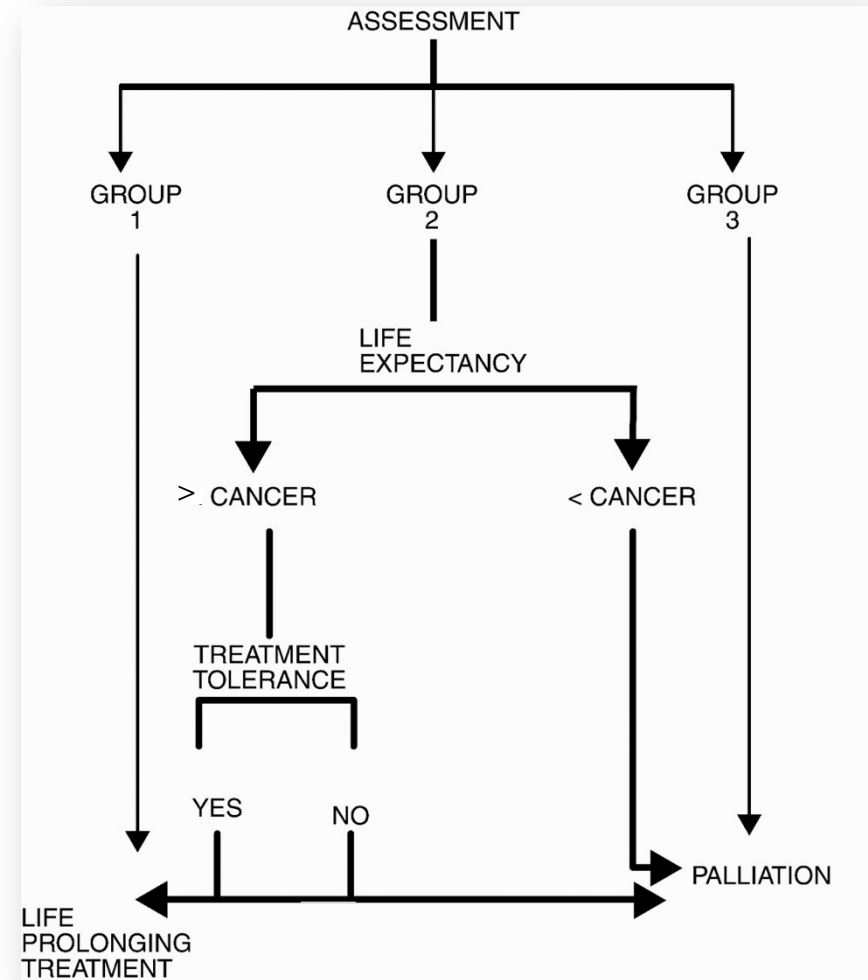 ASSESSMENT
GROUP
1
GROUP
2
GROUP
3
LIFE
EXPECTANCY
>. CANCER
< CANCER
TREATMENT
TOLERANCE
YES
NO
PALLIATION
LIFE
PROLONGING
TREATMENT